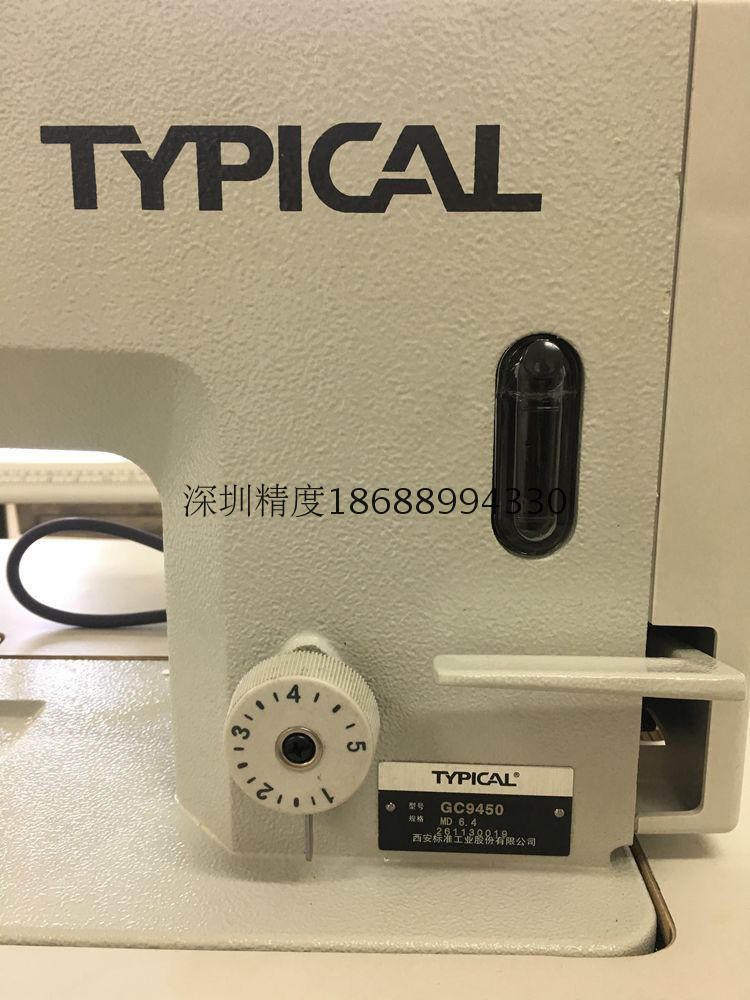 TYPICAL
深圳精度18688994330
1 2 3 4 5
TYPICAL®
型号 GC9450
规格 MD 6.4
261130019
西安标准工业股份有限公司